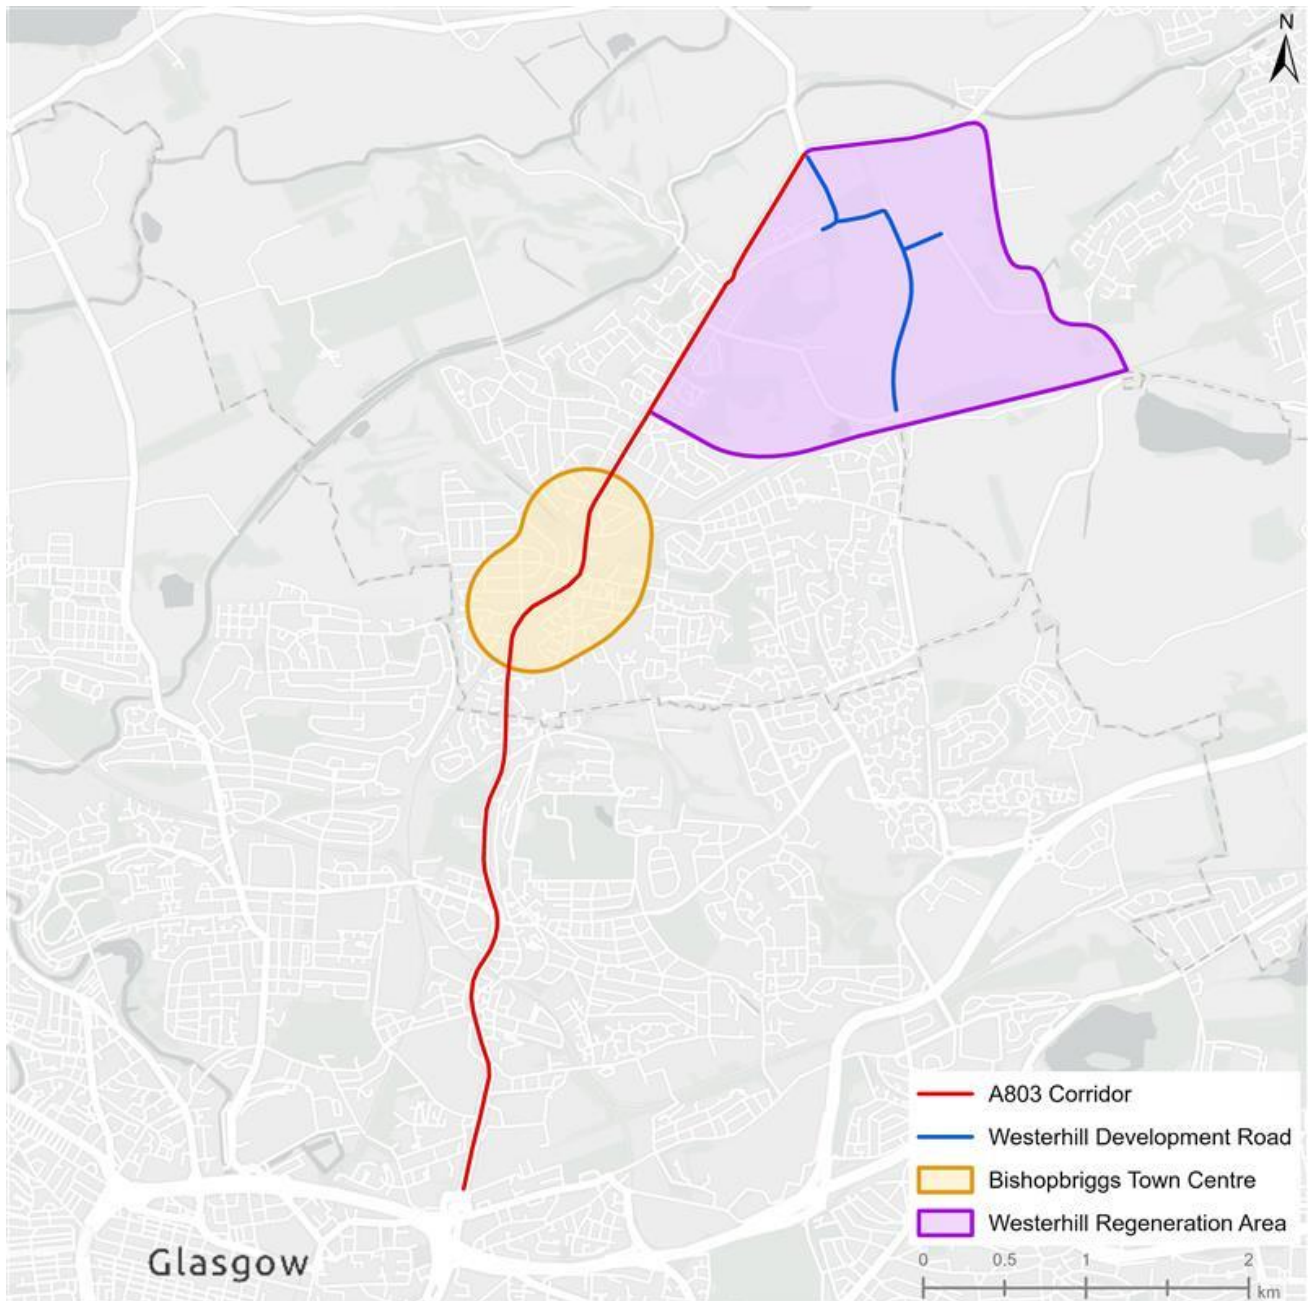 N
A803 Corridor
Westerhill Development Road
Bishopbriggs Town Centre
Westerhill Regeneration Area
Glasgow
0 0.5 1 2
km